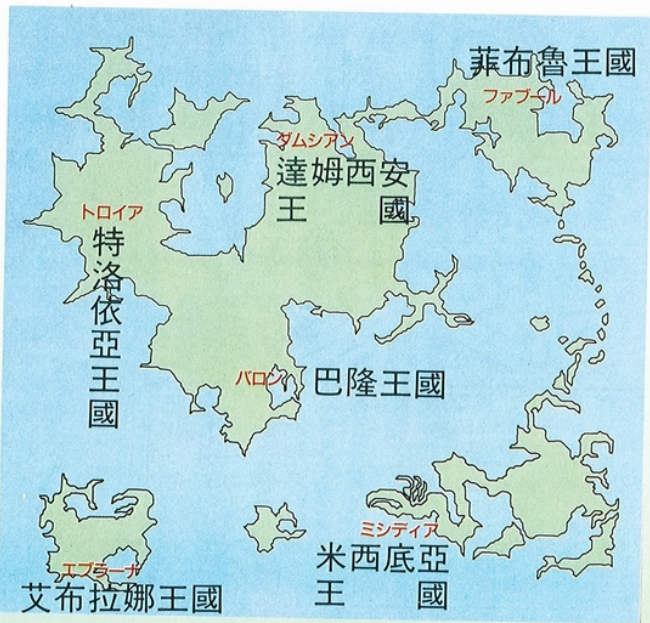 菲布魯王國
ファブール
ダムシアン
達姆西安
王國
トロイア
特洛依亞王國
バロン
巴隆王國
ミシディア
米西底亞
王國
エブラーナ
艾布拉娜王國